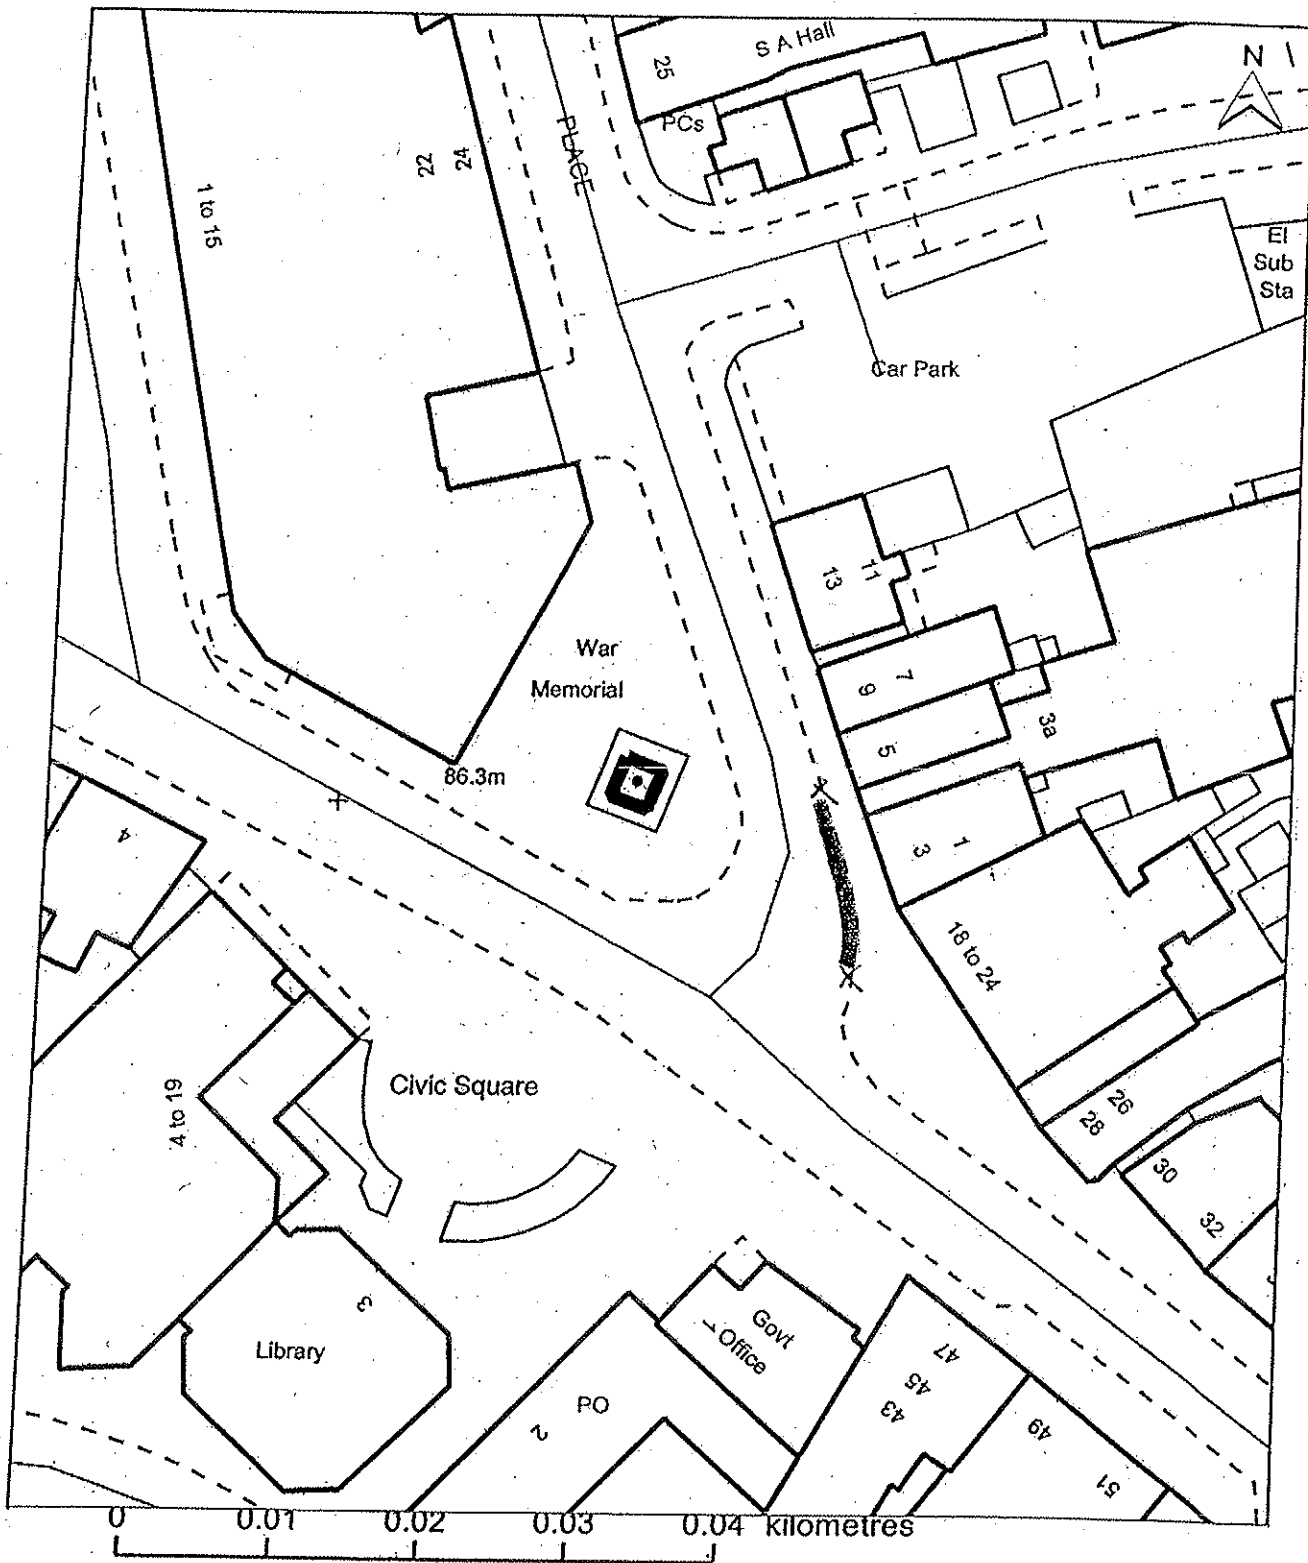 S A Hall
25
N
PCs
PLACE
22
24
1 to 15
El
Sub
Sta
Car Park
11
13
War
Memorial
7
9
3a
5
86.3m
1
3
4
18 to 24
Civic Square
4 to 19
26
28
30
32
3
Library
Govt
Office
1
47
45
43
PO
2
49
51
0 0.01 0.02 0.03 0.04 kilometres